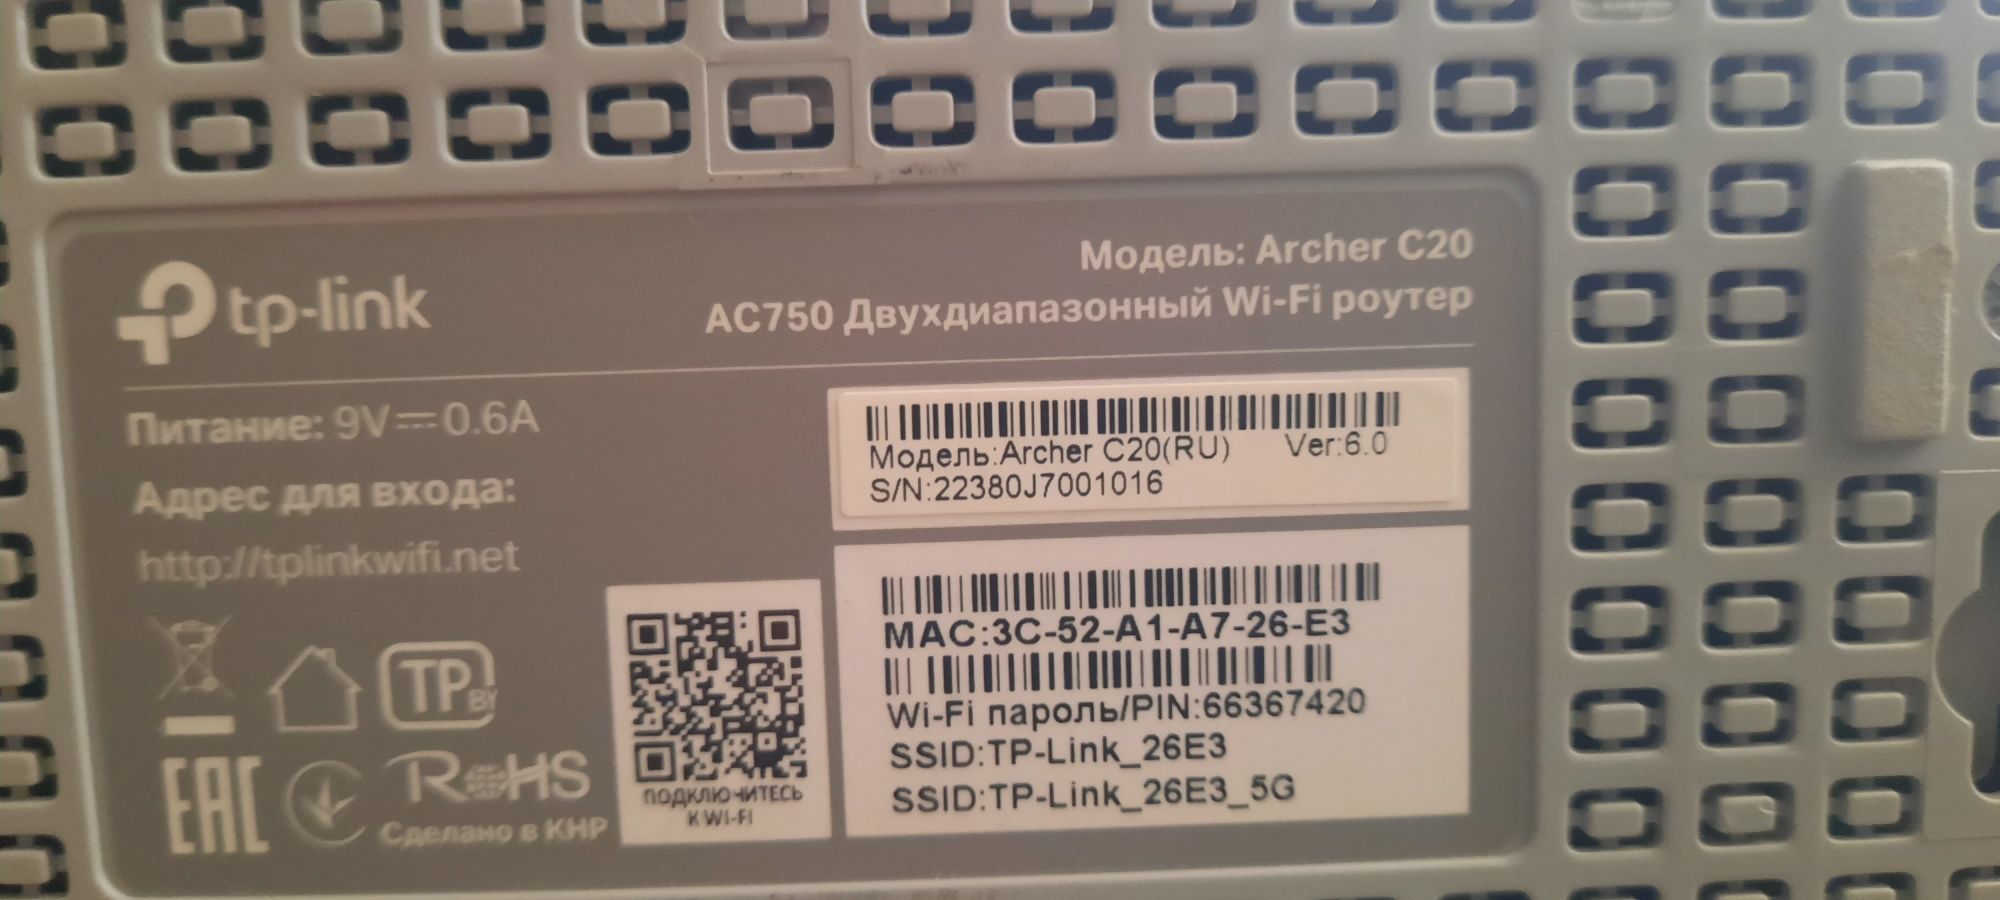 tp-link
Модель: Archer C20
AC750 Двухдиапазонный Wi-Fi роутер
Питание: 9V⎓0.6A
Адрес для входа:
http://tplinkwifi.net
Модель:Archer C20(RU) Ver:6.0
S/N:22380J7001016
MAC:3C-52-A1-A7-26-E3
Wi-Fi пароль/PIN:66367420
SSID:TP-Link_26E3
SSID:TP-Link_26E3_5G
ПОДКЛЮЧИТЕСЬ
К WI-FI
TP BY
EAC
RoHS
Сделано в КНР